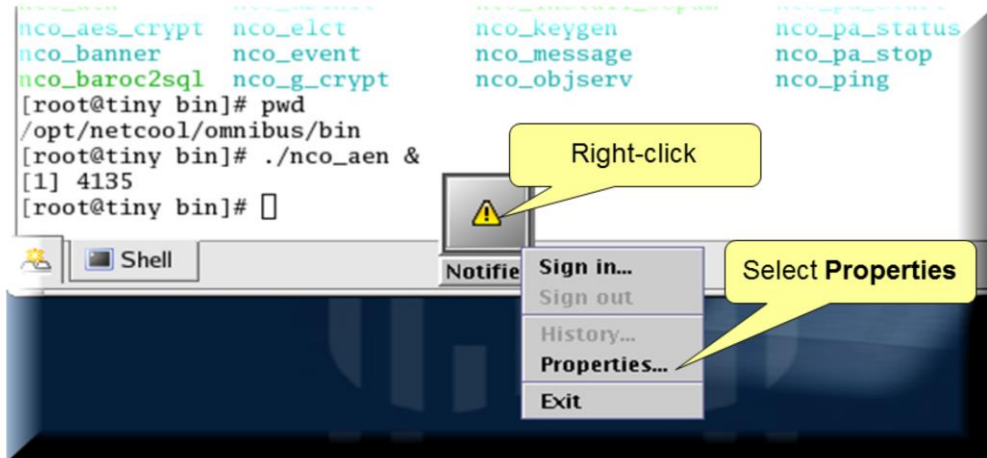 nco_aes_crypt nco_elct nco_keygen nco_pa_status
nco_banner nco_event nco_message nco_pa_stop
nco_baroc2sql nco_g_crypt nco_objserv nco_ping
[root@tiny bin]# pwd
/opt/netcool/omnibus/bin
[root@tiny bin]# ./nco_aen &
[1] 4135
[root@tiny bin]#
Right-click
Shell
Notifie
Sign in...
Sign out
History...
Properties...
Exit
Select Properties